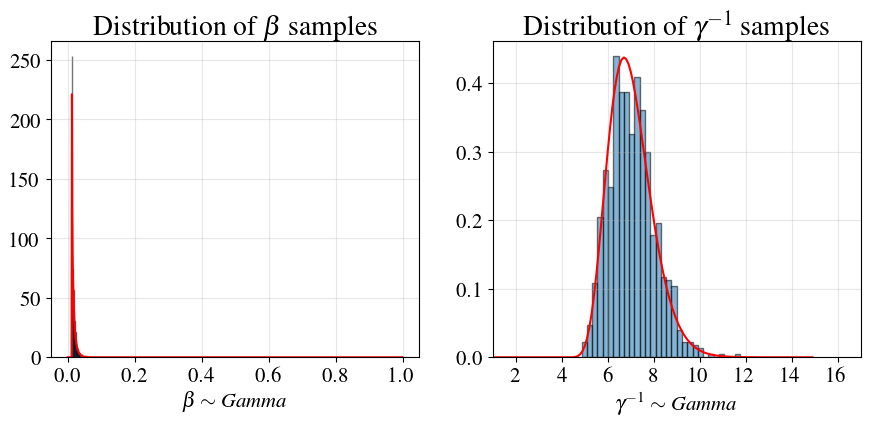 Distribution of β samples
250
200
150
100
50
0
0.0 0.2 0.4 0.6 0.8 1.0
β ~ Gamma
Distribution of γ⁻¹ samples
0.4
0.3
0.2
0.1
0.0
2 4 6 8 10 12 14 16
γ⁻¹ ~ Gamma